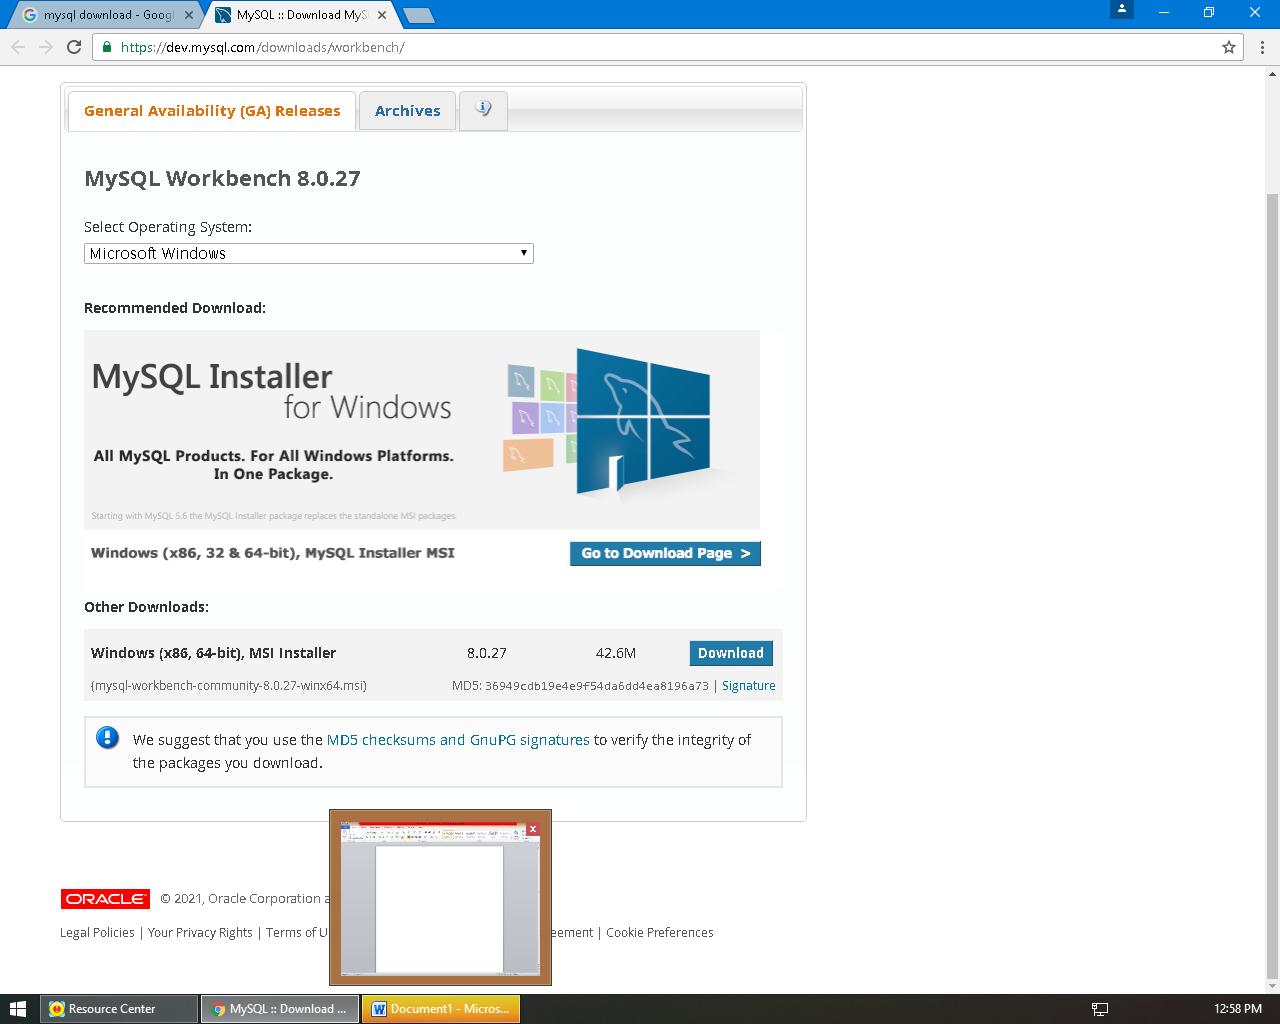 mysql download - Googl
MySQL :: Download MyS
https://dev.mysql.com/downloads/workbench/
General Availability (GA) Releases
Archives
MySQL Workbench 8.0.27
Select Operating System:
Microsoft Windows
Recommended Download:
MySQL Installer
for Windows
All MySQL Products. For All Windows Platforms.
In One Package.
Starting with MySQL 5.6 the MySQL Installer package replaces the standalone MSI packages.
Windows (x86, 32 & 64-bit), MySQL Installer MSI
Go to Download Page >
Other Downloads:
Windows (x86, 64-bit), MSI Installer 8.0.27 42.6M Download
(mysql-workbench-community-8.0.27-winx64.msi) MD5: 36949cdb19e4e9f54da6dd4ea8196a73 | Signature
We suggest that you use the MD5 checksums and GnuPG signatures to verify the integrity of
the packages you download.
ORACLE © 2021, Oracle Corporation a
Legal Policies | Your Privacy Rights | Terms of U eement | Cookie Preferences
Resource Center
MySQL :: Download ...
Document1 - Micros...
12:58 PM